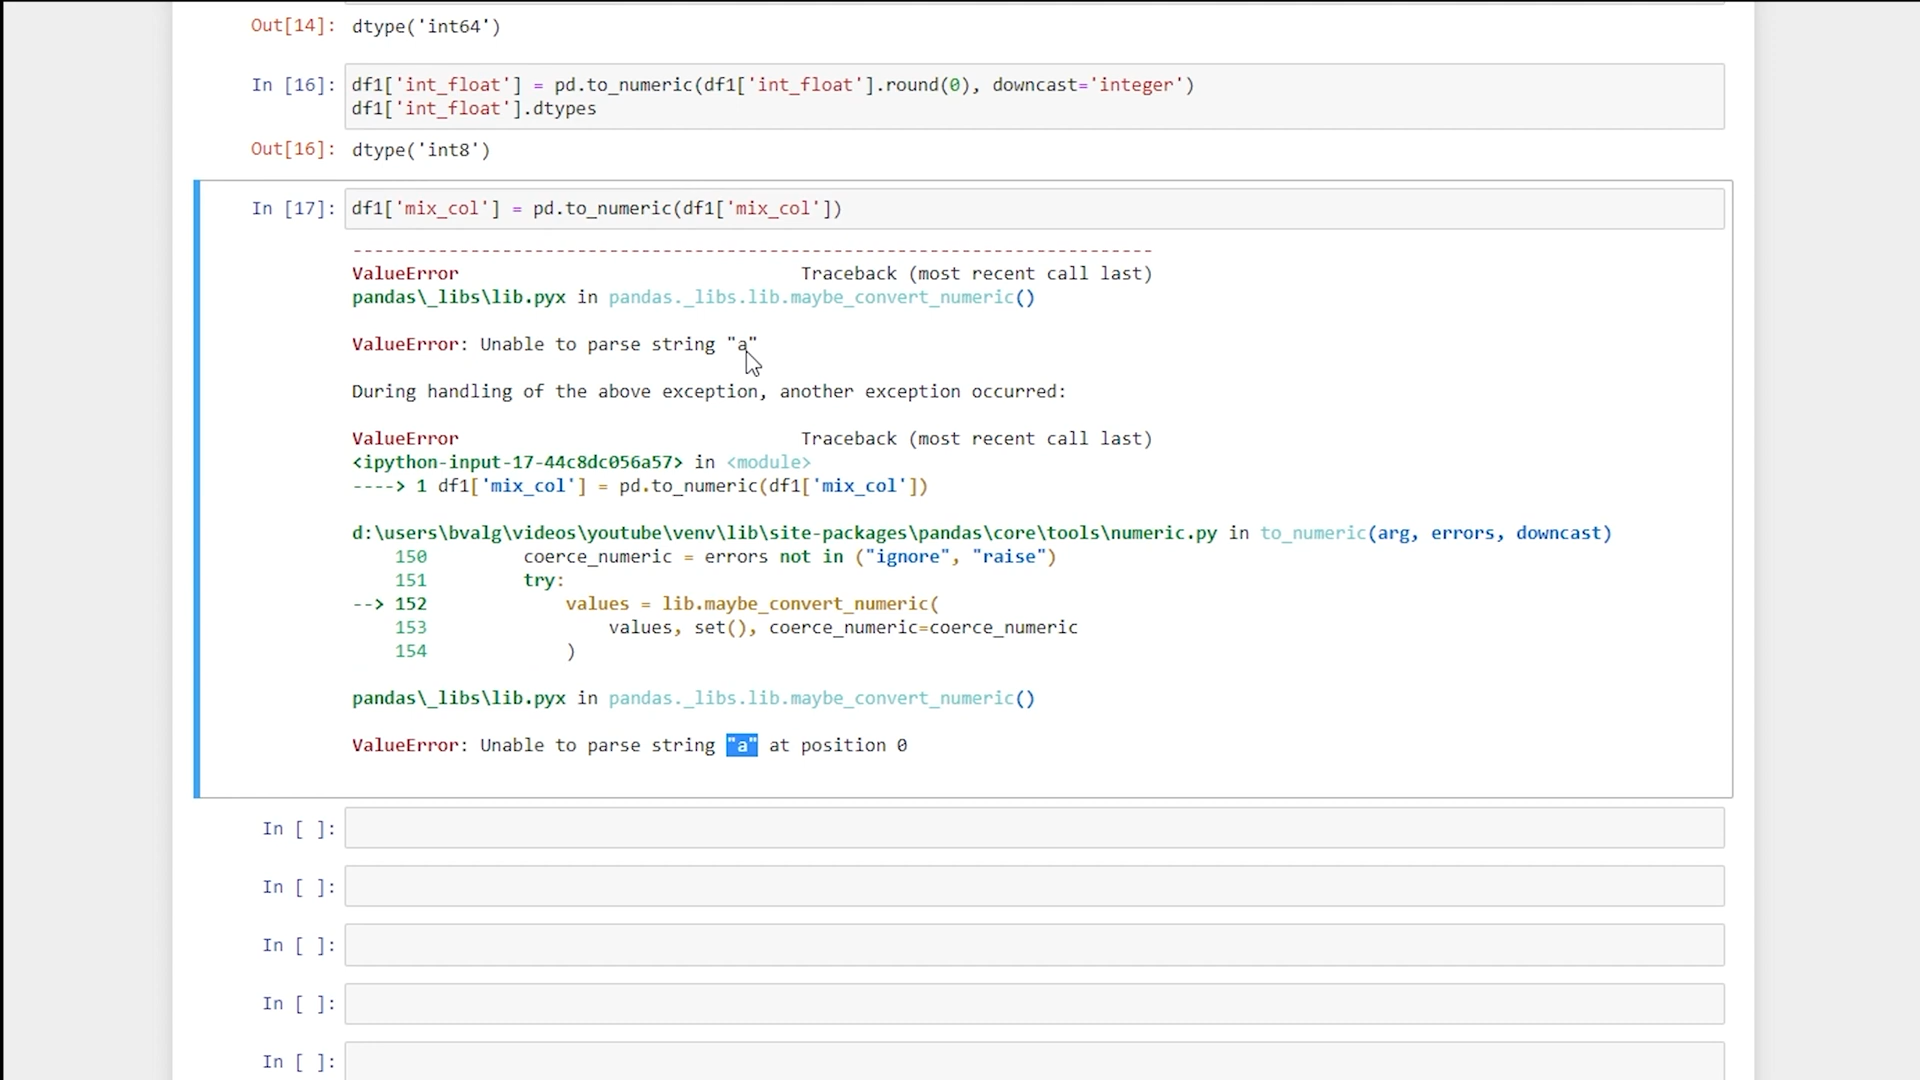 Out[14]: dtype('int64')
In [16]: df1['int_float'] = pd.to_numeric(df1['int_float'].round(0), downcast='integer')
df1['int_float'].dtypes
Out[16]: dtype('int8')
In [17]: df1['mix_col'] = pd.to_numeric(df1['mix_col'])
---------------------------------------------------------------------------
ValueError                                Traceback (most recent call last)
pandas\_libs\lib.pyx in pandas._libs.lib.maybe_convert_numeric()
ValueError: Unable to parse string "a"
During handling of the above exception, another exception occurred:
ValueError                                Traceback (most recent call last)
<ipython-input-17-44c8dc056a57> in <module>
----> 1 df1['mix_col'] = pd.to_numeric(df1['mix_col'])
d:\users\bvalg\videos\youtube\venv\lib\site-packages\pandas\core\tools\numeric.py in to_numeric(arg, errors, downcast)
150         coerce_numeric = errors not in ("ignore", "raise")
151         try:
--> 152             values = lib.maybe_convert_numeric(
153                 values, set(), coerce_numeric=coerce_numeric
154             )
pandas\_libs\lib.pyx in pandas._libs.lib.maybe_convert_numeric()
ValueError: Unable to parse string "a" at position 0
In [ ]:
In [ ]:
In [ ]:
In [ ]:
In [ ]: